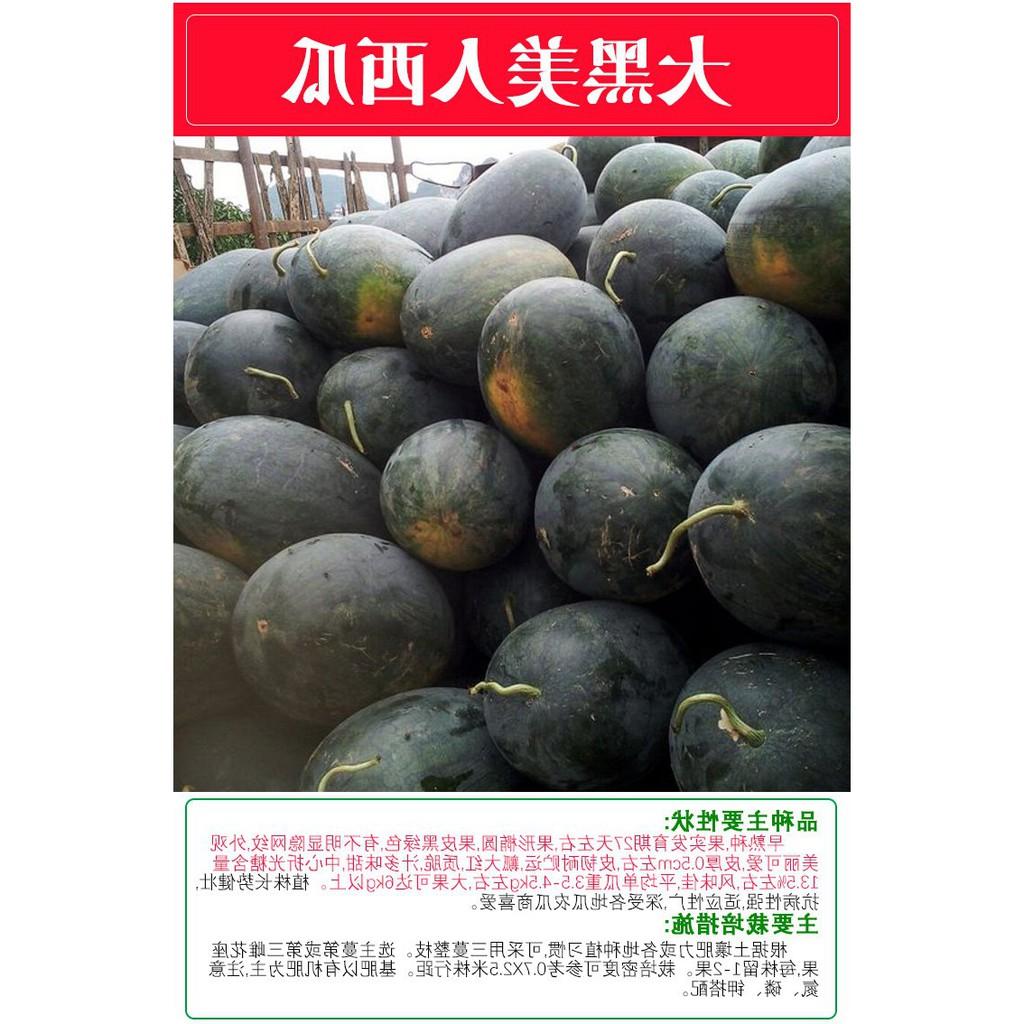 大黑美人西瓜
品种主要性状:
早熟种,果实发育期27天左右,果形椭圆,果皮黑绿色,有不明显隐网纹,外观
美丽可爱,皮厚0.5cm左右,皮韧耐贮运,瓤大红,质脆,汁多味甜,中心折光糖含量
13.5%左右,风味佳,平均单瓜重3.5-4.5kg左右,大果可达6kg以上。植株长势健壮,
抗病性强,适应性广,深受各地瓜农瓜商喜爱。
主要栽培措施:
根据土壤肥力或各地种植习惯,可采用三蔓整枝。选主蔓第二或第三雌花座
果,每株留1-2果。栽培密度可参考0.7X2.5米株行距。基肥以有机肥为主,注意
氮、磷、钾搭配。